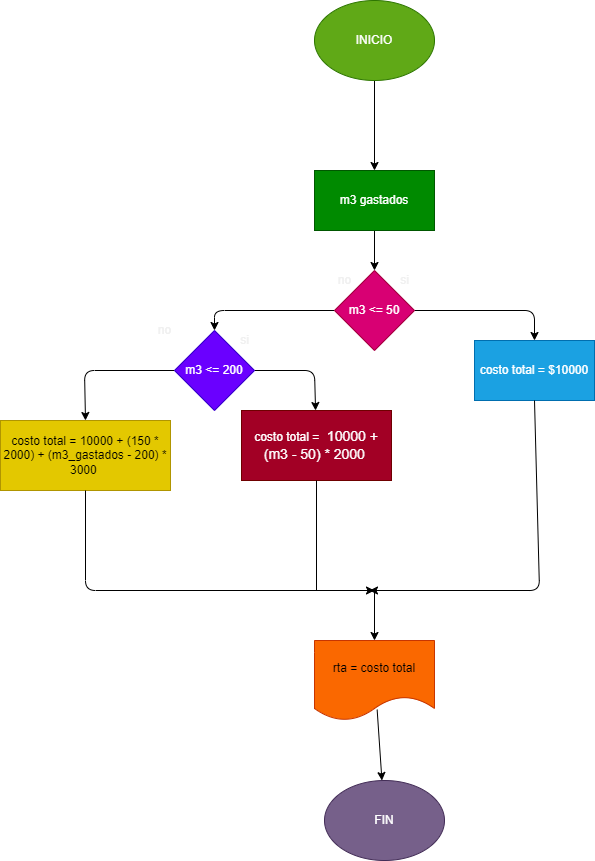 INICIO
m3 gastados
no
si
m3 <= 50
no
si
m3 <= 200
costo total = $10000
costo total = 10000 + (150 *
2000) + (m3_gastados - 200) *
3000
costo total = 10000 +
(m3 - 50) * 2000
rta = costo total
FIN